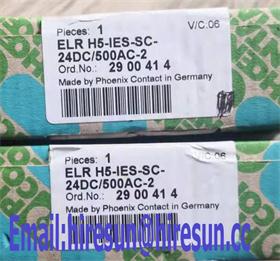 Pieces: 1
V/C.06
ELR H5-IES-SC-
24DC/500AC-2
Ord.No.: 29 00 41 4
Made by Phoenix Contact in Germany
Pieces: 1
V/C.06
ELR H5-IES-SC-
24DC/500AC-2
Ord.No.: 29 00 41 4
Made by Phoenix Contact in Germany
Email:hiresun@hiresun.cc